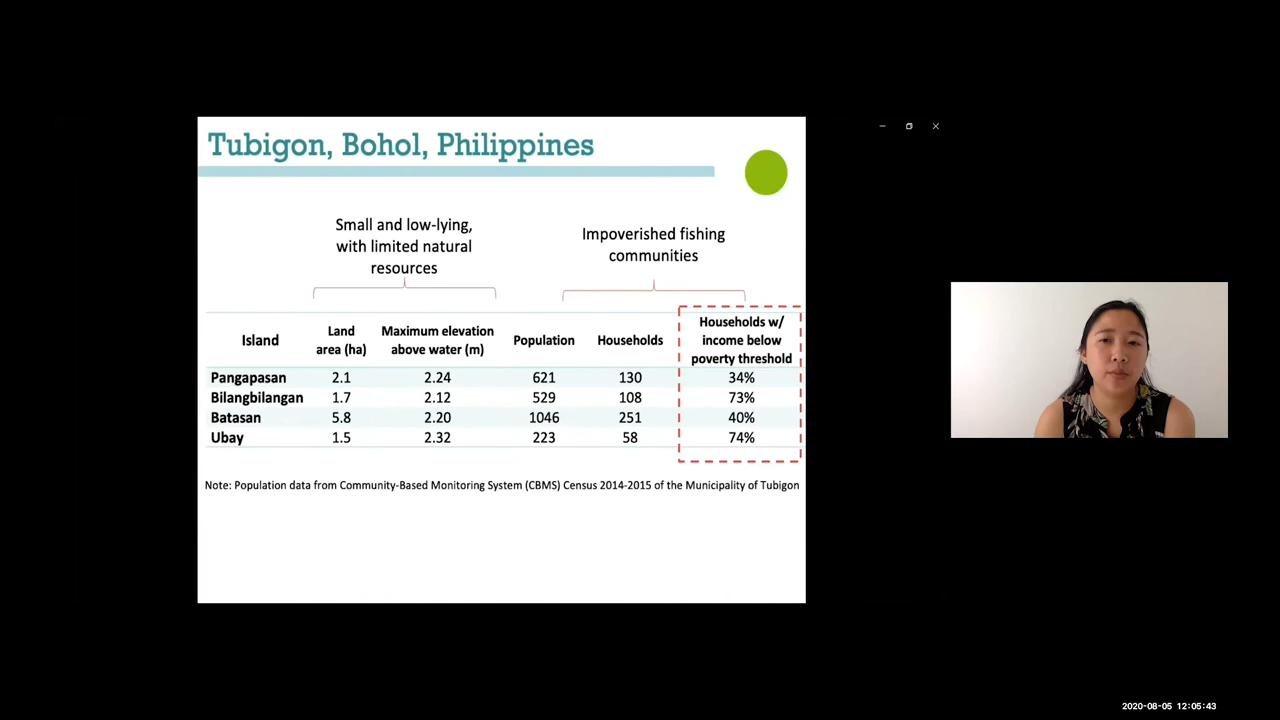 Tubigon, Bohol, Philippines
Small and low-lying,
with limited natural
resources
Impoverished fishing
communities
Island
Land
area (ha)
Maximum elevation
above water (m)
Population
Households
Households w/
income below
poverty threshold
Pangapasan 2.1 2.24 621 130 34%
Bilangbilangan 1.7 2.12 529 108 73%
Batasan 5.8 2.20 1046 251 40%
Ubay 1.5 2.32 223 58 74%
Note: Population data from Community-Based Monitoring System (CBMS) Census 2014-2015 of the Municipality of Tubigon
2020-08-05 12:05:43